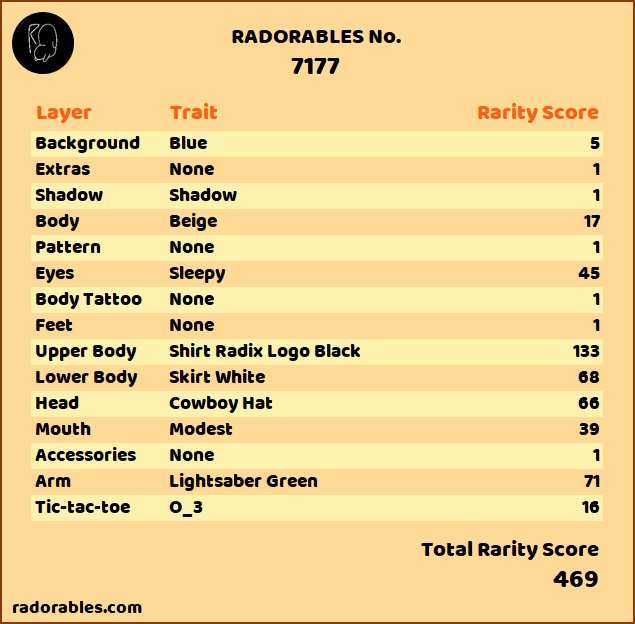 RADORABLES No.
7177
Layer Trait Rarity Score
Background Blue 5
Extras None 1
Shadow Shadow 1
Body Beige 17
Pattern None 1
Eyes Sleepy 45
Body Tattoo None 1
Feet None 1
Upper Body Shirt Radix Logo Black 133
Lower Body Skirt White 68
Head Cowboy Hat 66
Mouth Modest 39
Accessories None 1
Arm Lightsaber Green 71
Tic-tac-toe O_3 16
Total Rarity Score
469
radorables.com